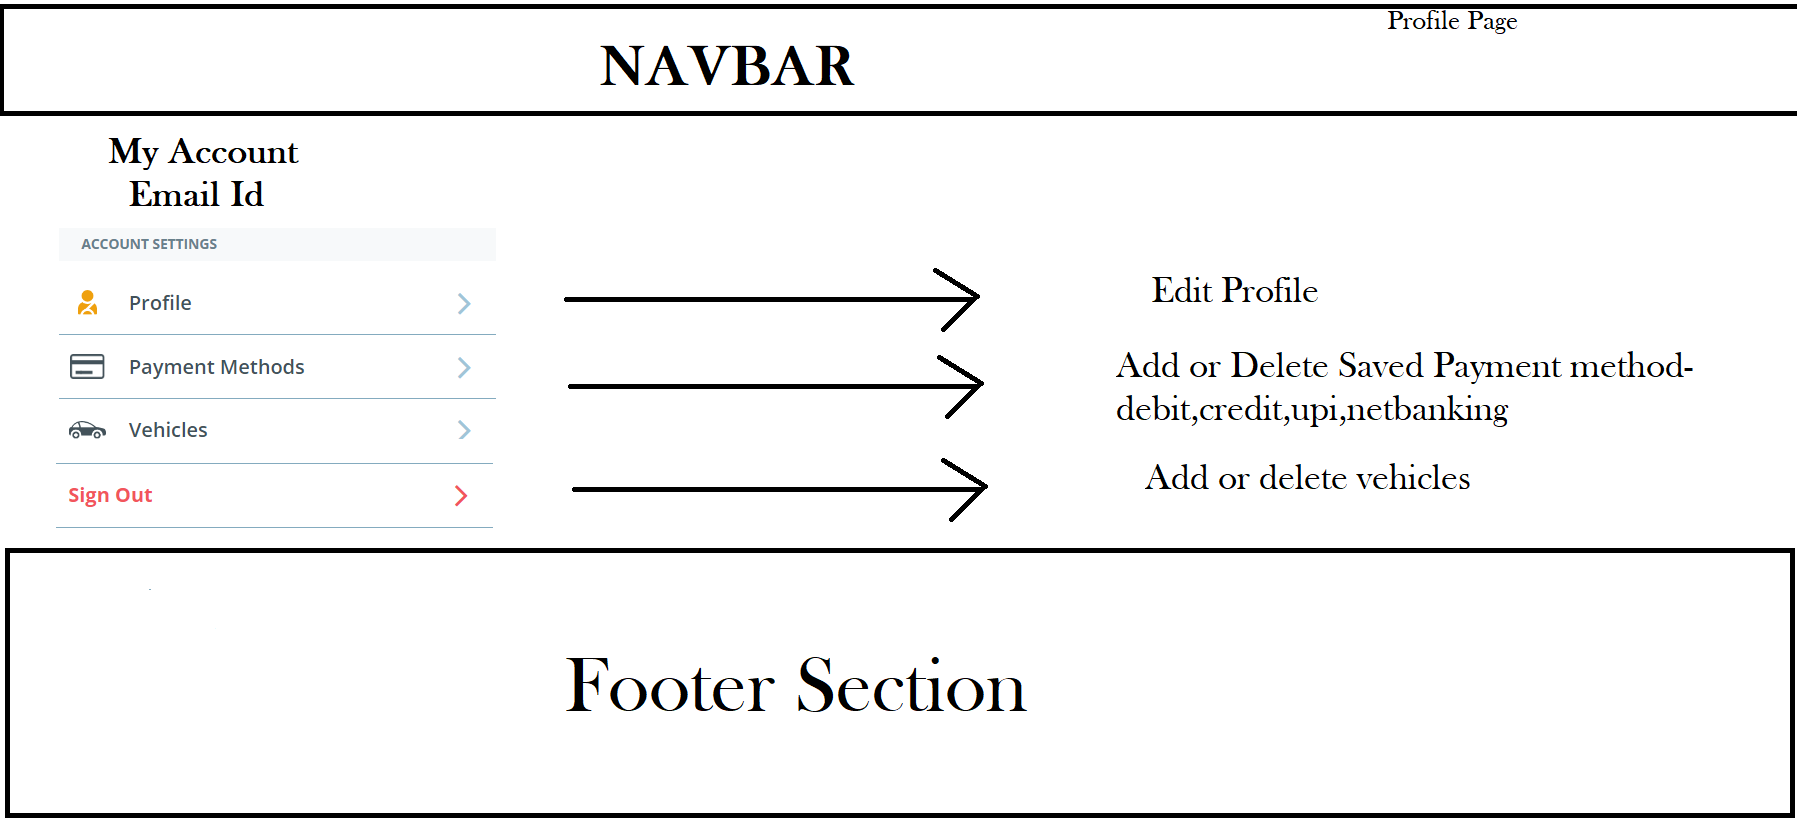 Profile Page
NAVBAR
My Account
Email Id
ACCOUNT SETTINGS
Profile
Edit Profile
Payment Methods
Add or Delete Saved Payment method-
debit,credit,upi,netbanking
Vehicles
Add or delete vehicles
Sign Out
Footer Section